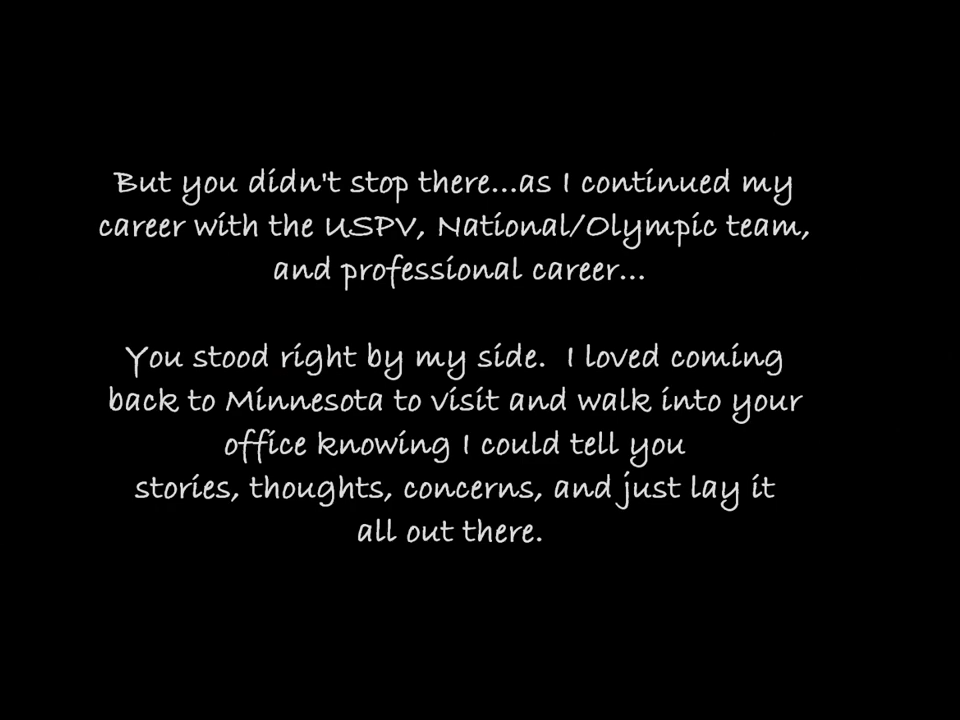 But you didn't stop there...as I continued my
career with the USPV, National/Olympic team,
and professional career...
You stood right by my side.  I loved coming
back to Minnesota to visit and walk into your
office knowing I could tell you
stories, thoughts, concerns, and just lay it
all out there.